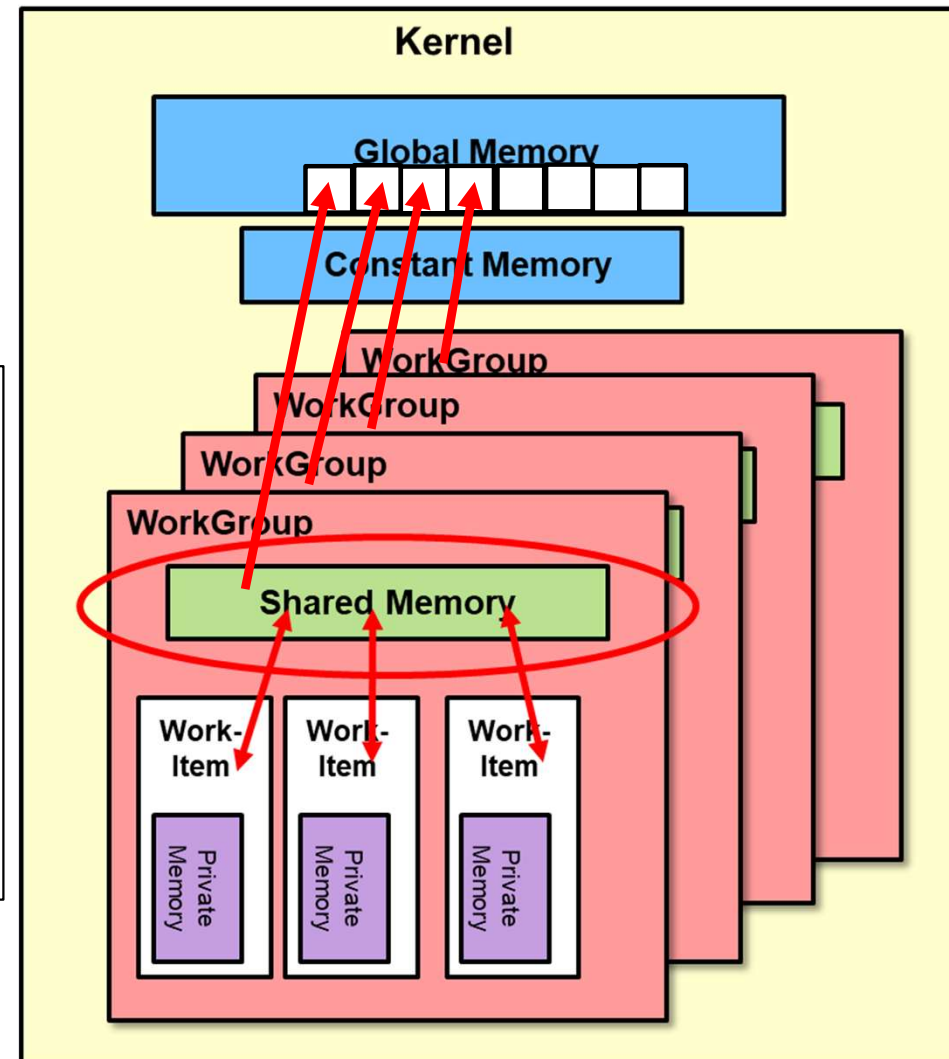 Kernel
Global Memory
Constant Memory
WorkGroup
WorkGroup
WorkGroup
WorkGroup
Shared Memory
Work-
Item
Work-
Item
Work-
Item
Private
Memory
Private
Memory
Private
Memory